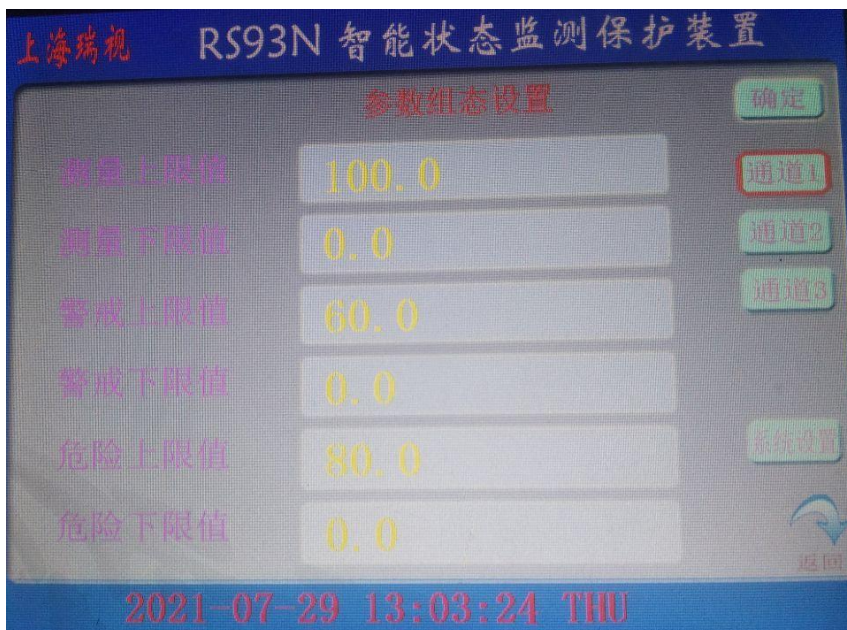 上海瑞视 RS93N 智能状态监测保护装置
参数组态设置
确定
测量上限值 100.0
通道1
测量下限值 0.0
通道2
警戒上限值 60.0
通道3
警戒下限值 0.0
危险上限值 80.0
系统设置
危险下限值 0.0
返回
2021-07-29 13:03:24 THU